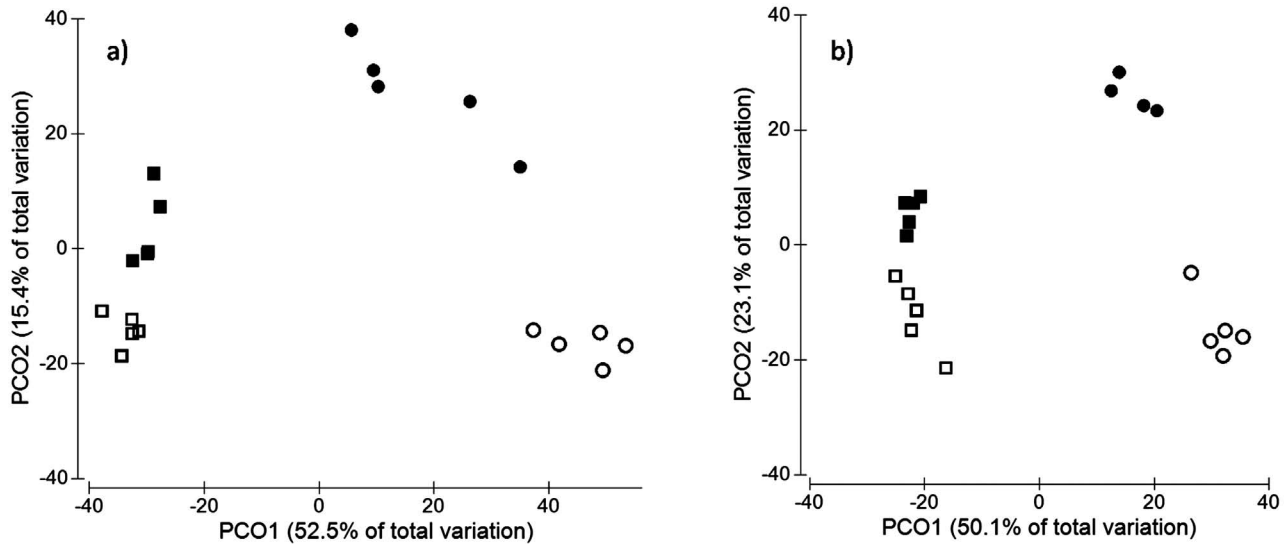 a)
40
20
0
-20
-40
PCO2 (15.4% of total variation)
-40 -20 0 20 40
PCO1 (52.5% of total variation)
b)
40
20
0
-20
-40
PCO2 (23.1% of total variation)
-40 -20 0 20 40
PCO1 (50.1% of total variation)